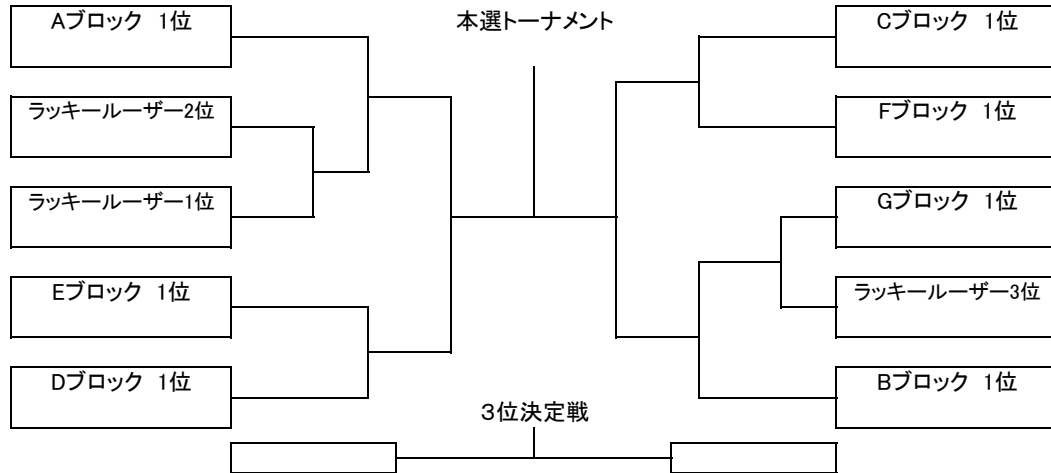 本選トーナメント
Aブロック 1位
ラッキールーザー2位
ラッキールーザー1位
Eブロック 1位
Dブロック 1位
Cブロック 1位
Fブロック 1位
Gブロック 1位
ラッキールーザー3位
Bブロック 1位
３位決定戦